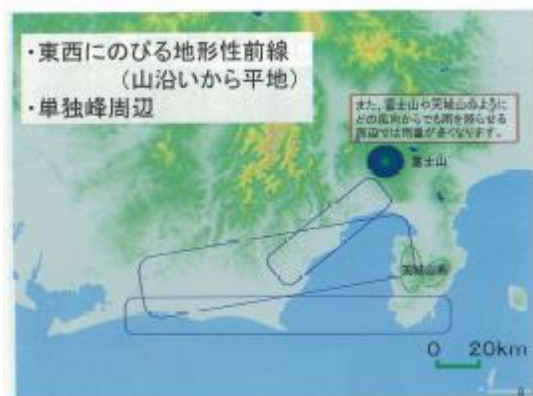 ・東西にのびる地形性前線
（山沿いから平地）
・単独峰周辺
また、富士山や天城山のように
どの風向からでも雨を降らせる
周辺では雨量が多くなります。
富士山
天城山
0 20km